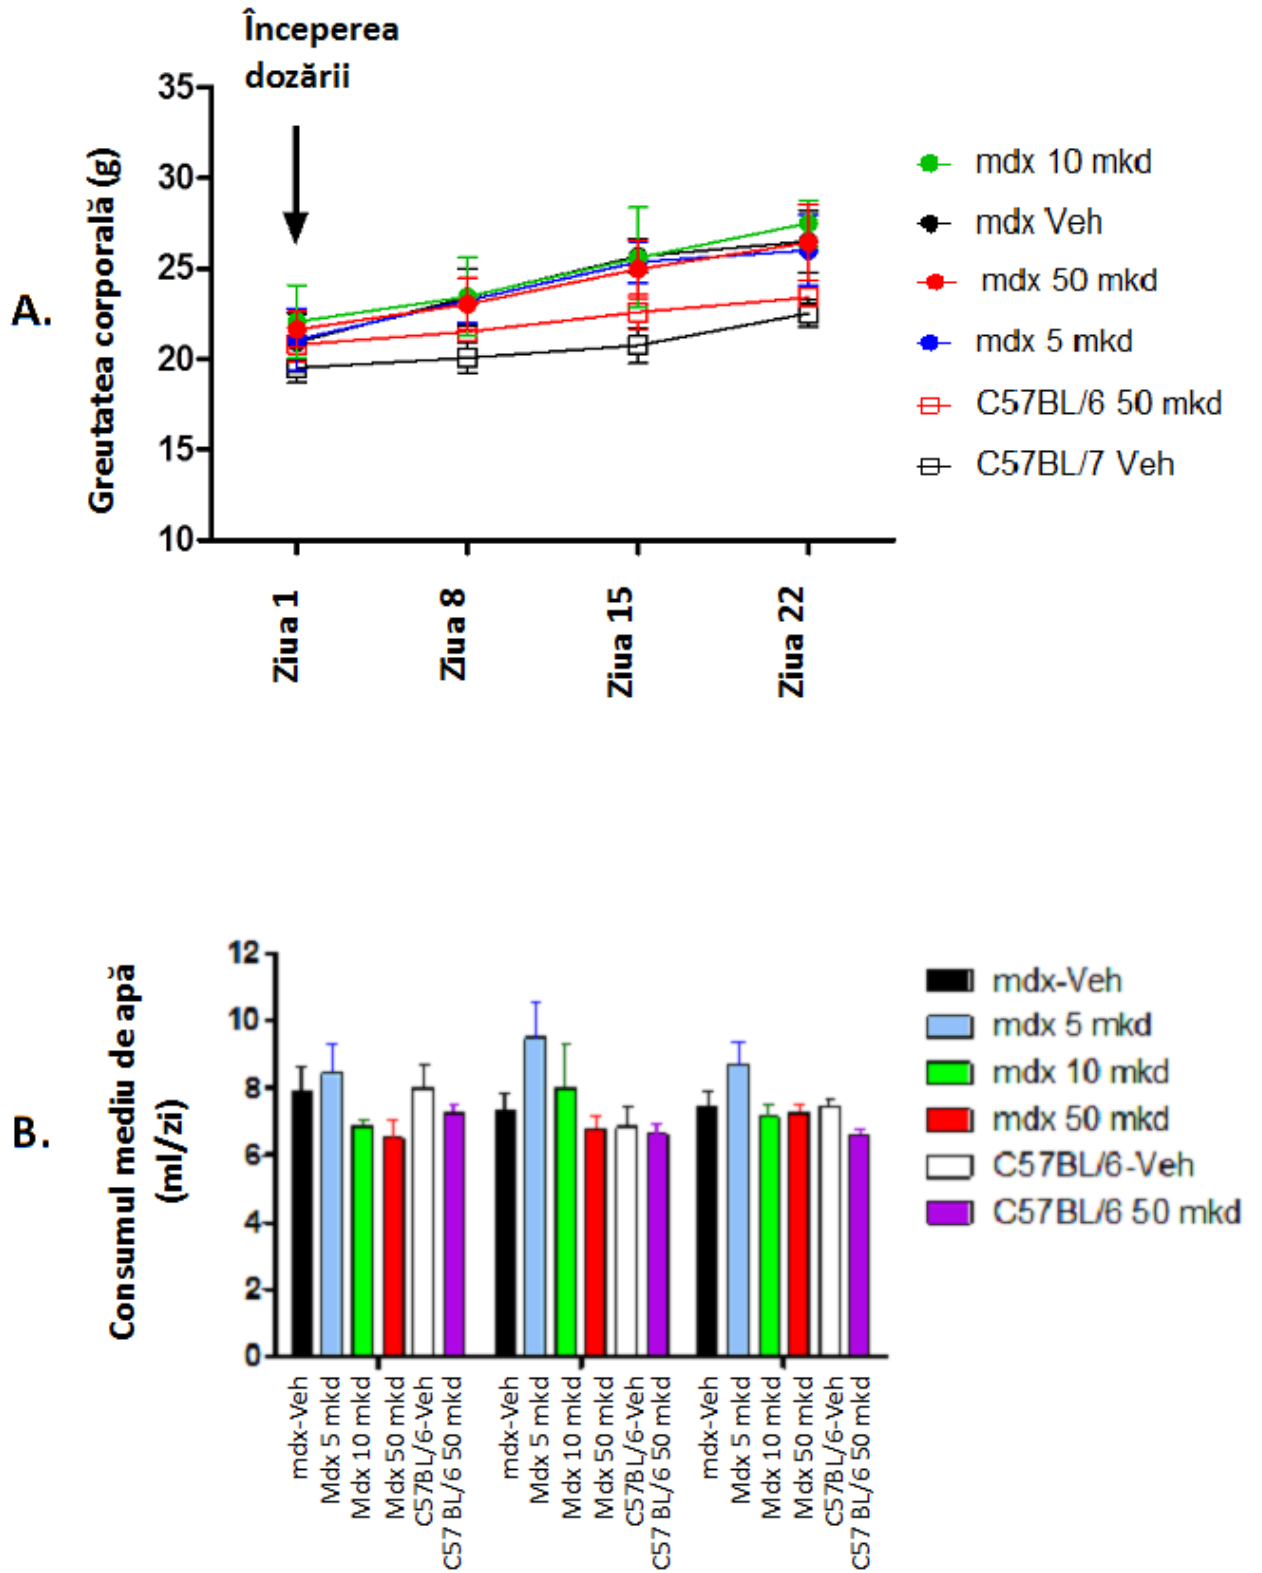 Începerea
dozării
A.
Greutatea corporală (g)
35
30
25
20
15
10
Ziua 1
Ziua 8
Ziua 15
Ziua 22
mdx 10 mkd
mdx Veh
mdx 50 mkd
mdx 5 mkd
C57BL/6 50 mkd
C57BL/7 Veh
B.
Consumul mediu de apă
(ml/zi)
12
10
8
6
4
2
0
mdx-Veh
Mdx 5 mkd
Mdx 10 mkd
Mdx 50 mkd
C57BL/6-Veh
C57 BL/6 50 mkd
mdx-Veh
Mdx 5 mkd
Mdx 10 mkd
Mdx 50 mkd
C57BL/6-Veh
C57 BL/6 50 mkd
mdx-Veh
Mdx 5 mkd
Mdx 10 mkd
Mdx 50 mkd
C57BL/6-Veh
C57 BL/6 50 mkd
mdx-Veh
mdx 5 mkd
mdx 10 mkd
mdx 50 mkd
C57BL/6-Veh
C57BL/6 50 mkd